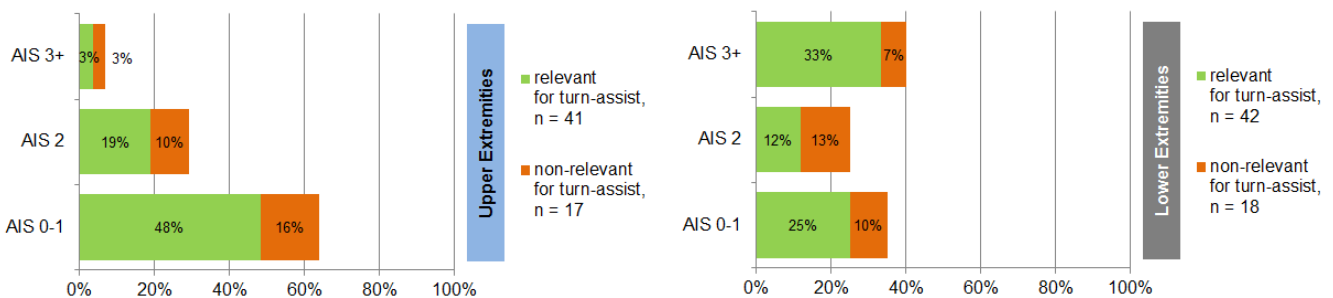 AIS 3+
3%
3%
AIS 2
19%
10%
AIS 0-1
48%
16%
0%
20%
40%
60%
80%
100%
Upper Extremities
relevant
for turn-assist,
n = 41
non-relevant
for turn-assist,
n = 17
AIS 3+
33%
7%
AIS 2
12%
13%
AIS 0-1
25%
10%
0%
20%
40%
60%
80%
100%
Lower Extremities
relevant
for turn-assist,
n = 42
non-relevant
for turn-assist,
n = 18